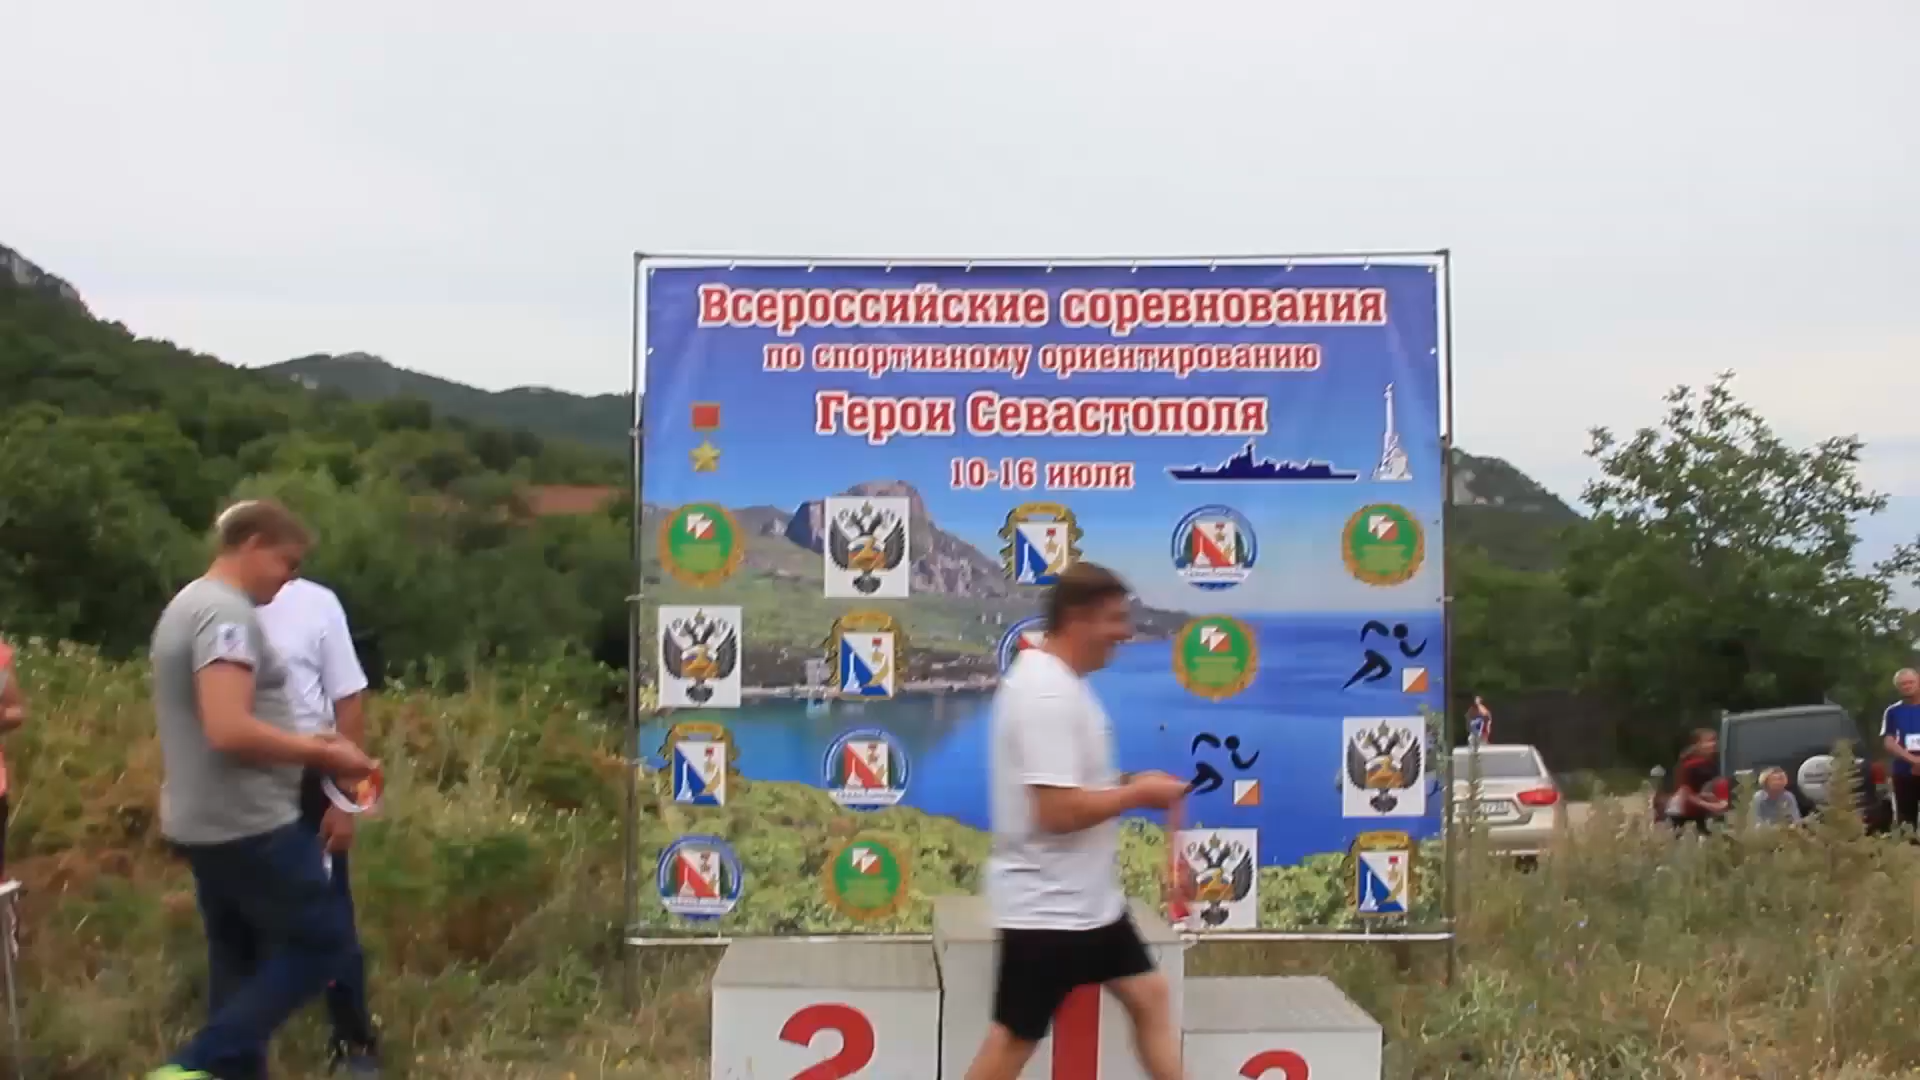 Всероссийские соревнования
по спортивному ориентированию
Герои Севастополя
10-16 июля
2
1
3